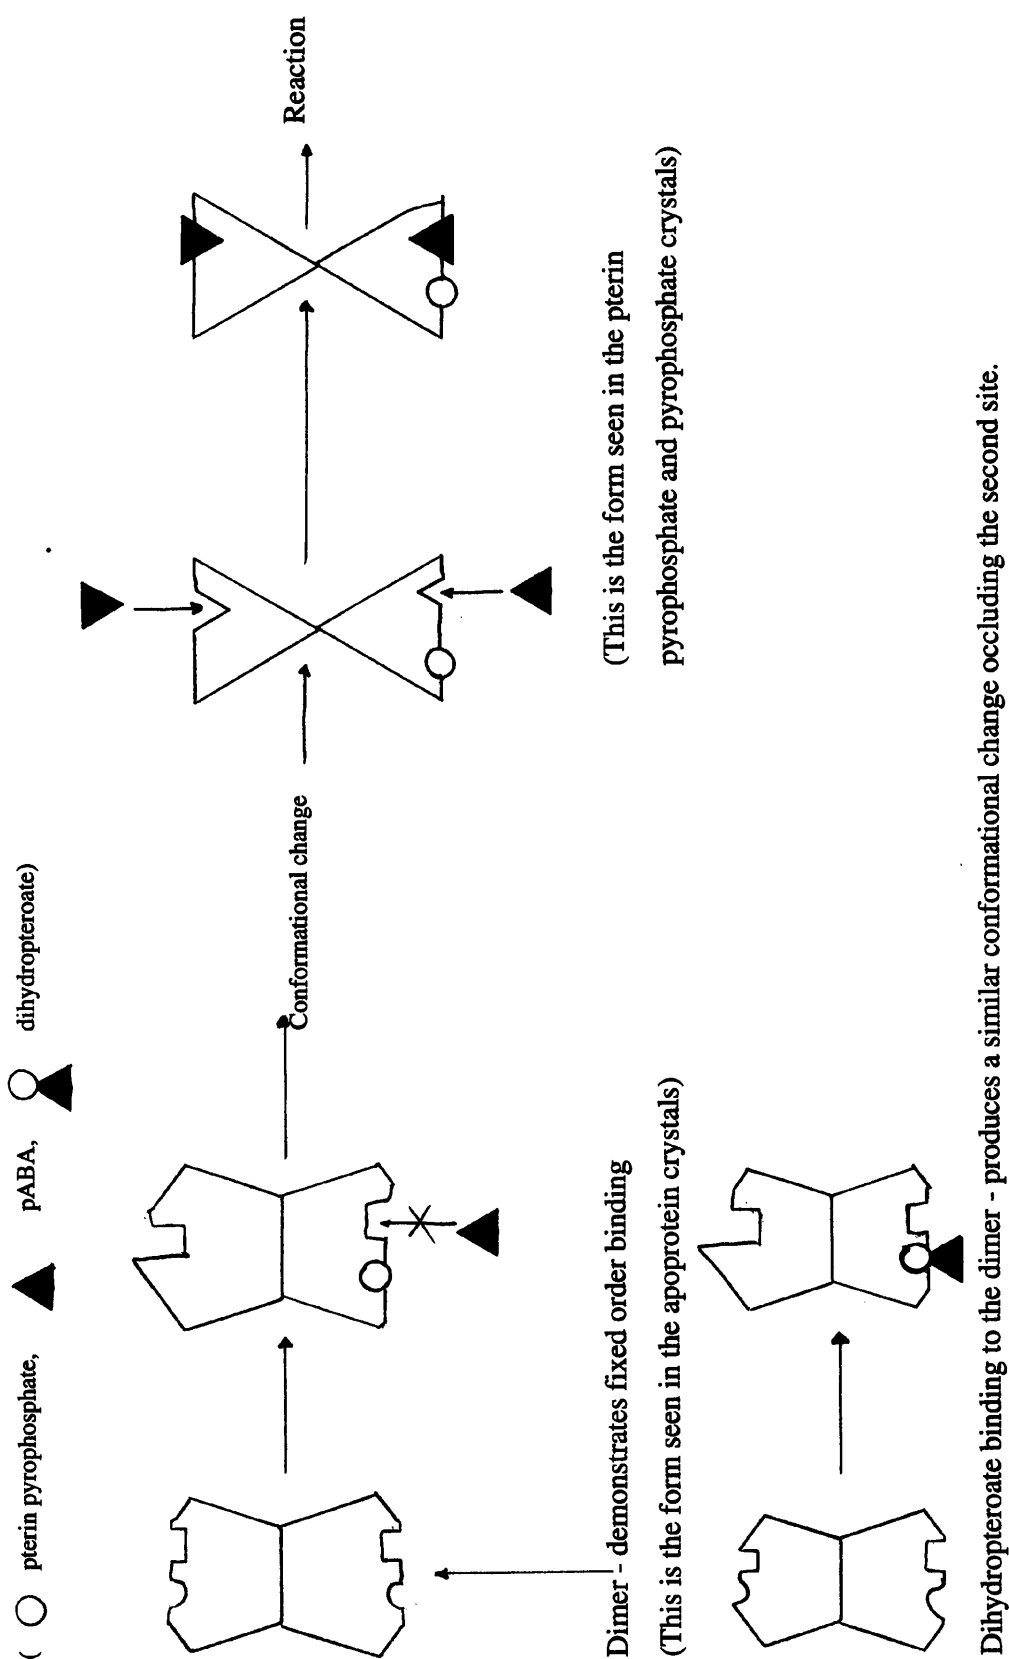 ( pterin pyrophosphate, pABA, dihydropteroate)
Conformational change
Reaction
Dimer - demonstrates fixed order binding
(This is the form seen in the apoprotein crystals)
(This is the form seen in the pterin
pyrophosphate and pyrophosphate crystals)
Dihydropteroate binding to the dimer - produces a similar conformational change occluding the second site.